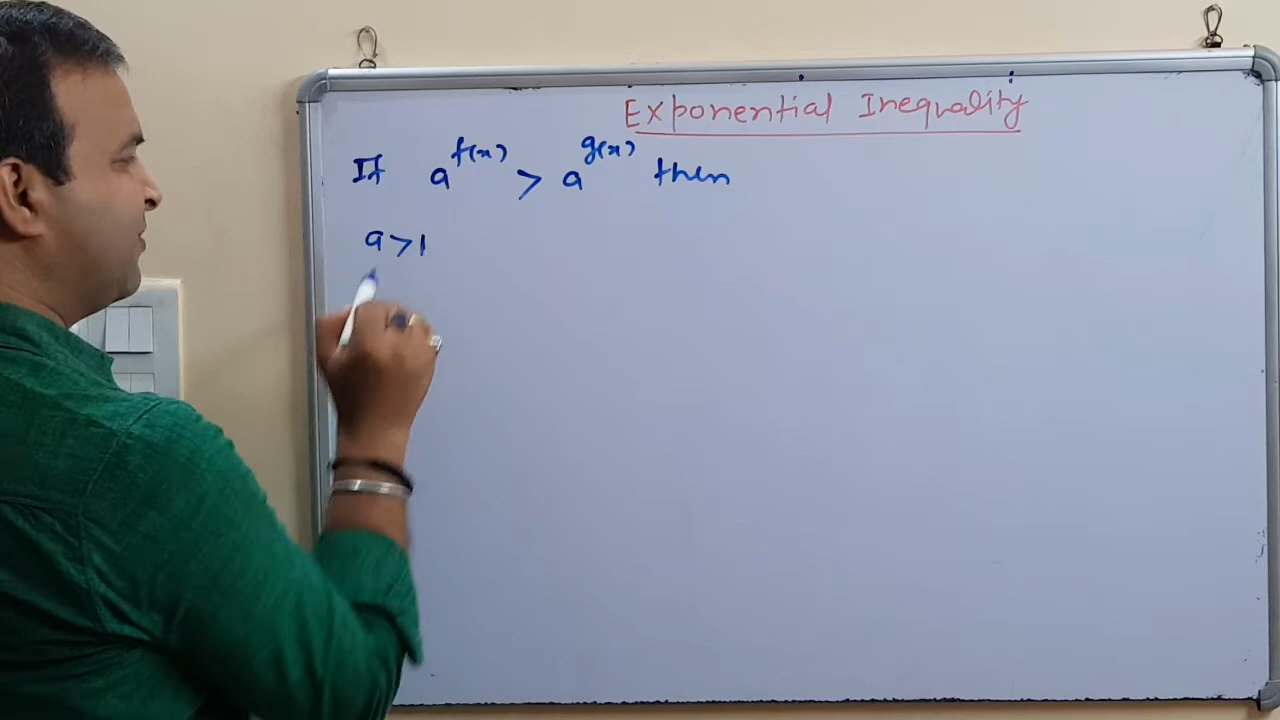 Exponential Inequality
If a^f(x) > a^g(x) then
a > 1